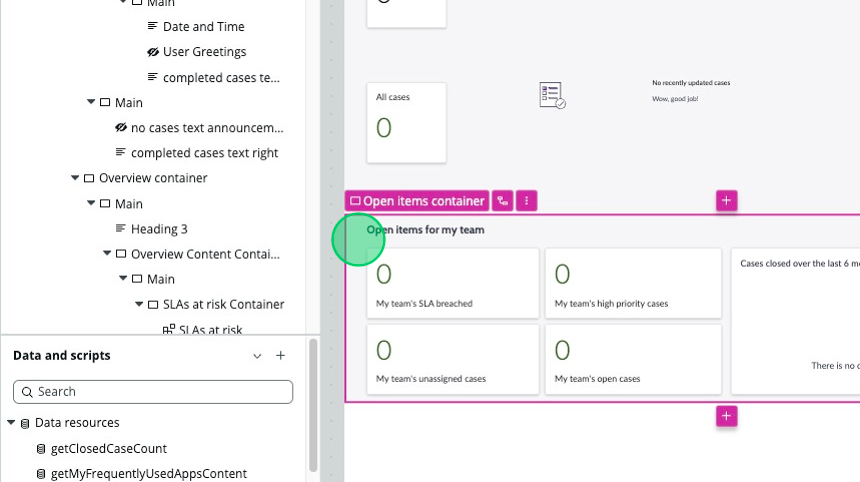 Main
Date and Time
User Greetings
completed cases te...
Main
no cases text announcem...
completed cases text right
Overview container
Main
Heading 3
Overview Content Contai...
Main
SLAs at risk Container
SLAs at risk
Data and scripts
Search
Data resources
getClosedCaseCount
getMyFrequentlyUsedAppsContent
All cases
0
No recently updated cases
Wow, good job!
Open items container
Open items for my team
0
My team's SLA breached
0
My team's high priority cases
0
My team's unassigned cases
0
My team's open cases
Cases closed over the last 6 m
There is no